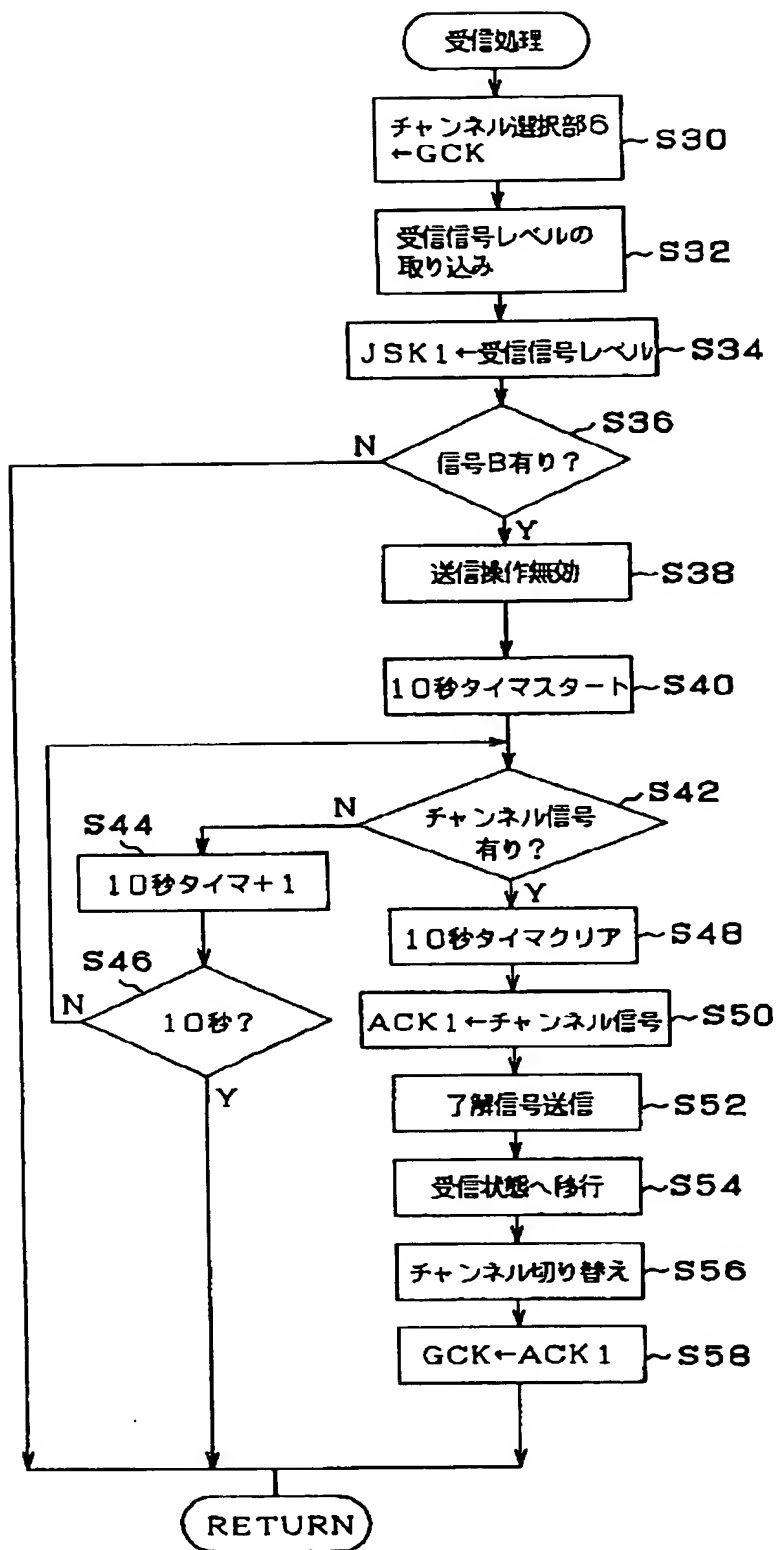 受信処理
チャンネル選択部6
←GCK
S30
受信信号レベルの
取り込み
S32
JSK1←受信信号レベル
S34
S36
信号B有り?
N
Y
送信操作無効
S38
10秒タイマスタート
S40
S42
チャンネル信号
有り?
N
Y
S44
10秒タイマ+1
10秒タイマクリア
S48
S46
10秒?
N
Y
ACK1←チャンネル信号
S50
了解信号送信
S52
受信状態へ移行
S54
チャンネル切り替え
S56
GCK←ACK1
S58
RETURN